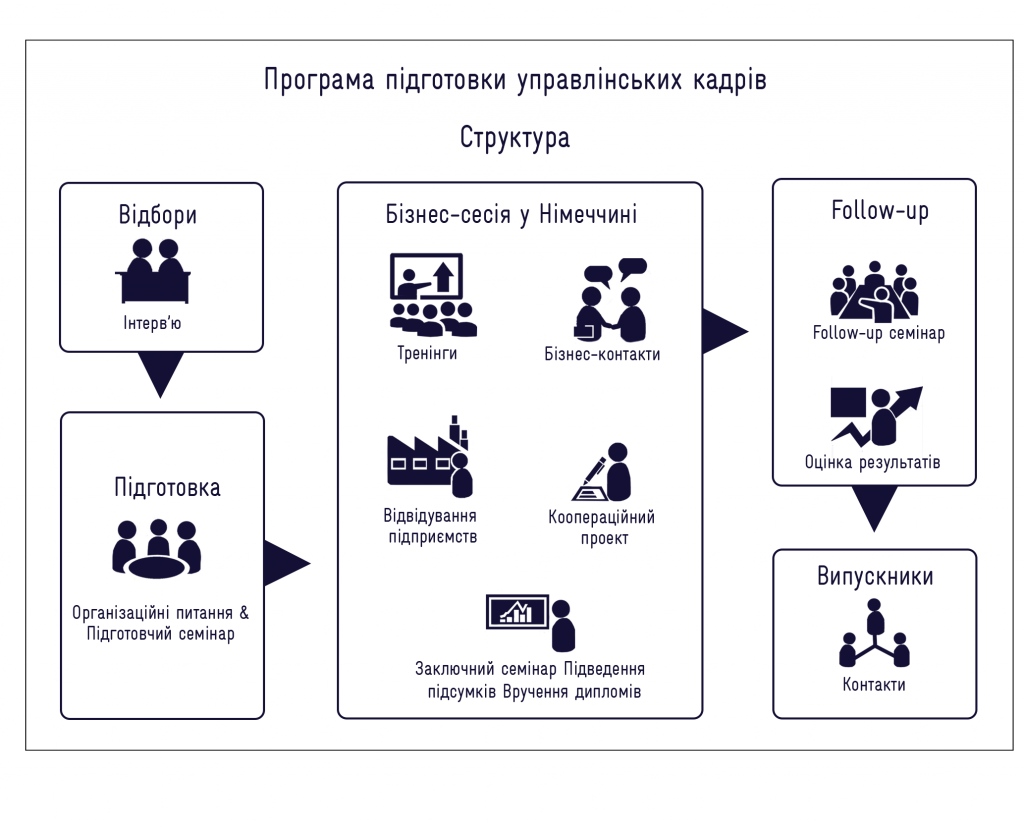 Програма підготовки управлінських кадрів
Структура
Відбори
Інтерв'ю
Підготовка
Організаційні питання &
Підготовчий семінар
Бізнес-сесія у Німеччині
Тренінги
Бізнес-контакти
Відвідування
підприємств
Коопераційний
проект
Заключний семінар Підведення
підсумків Вручення дипломів
Follow-up
Follow-up семінар
Оцінка результатів
Випускники
Контакти